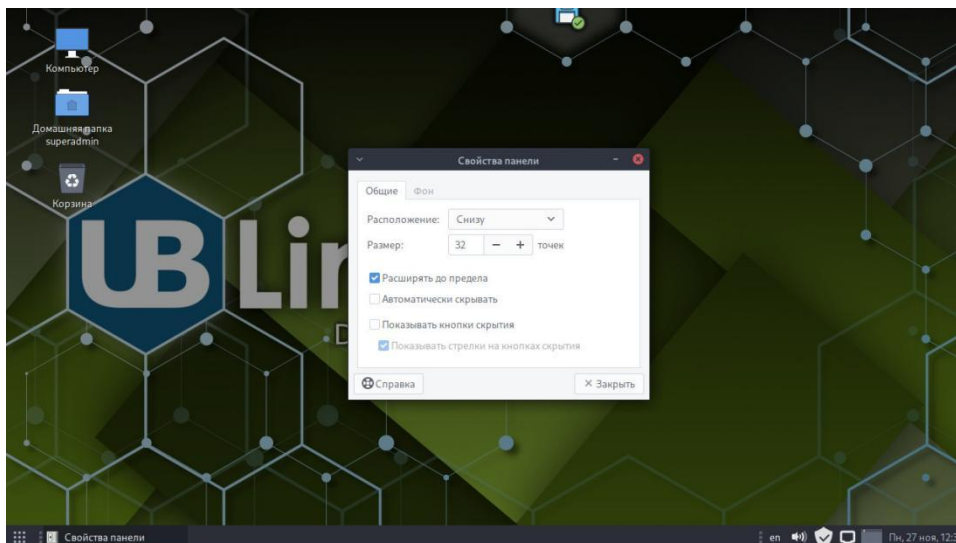 Компьютер
Домашняя папка
superadmin
Корзина
UB Lin
D
Свойства панели
Общие
Фон
Расположение:
Снизу
Размер:
32
точек
Расширять до предела
Автоматически скрывать
Показывать кнопки скрытия
Показывать стрелки на кнопках скрытия
Справка
Закрыть
Свойства панели
en
Пн, 27 ноя, 12:3